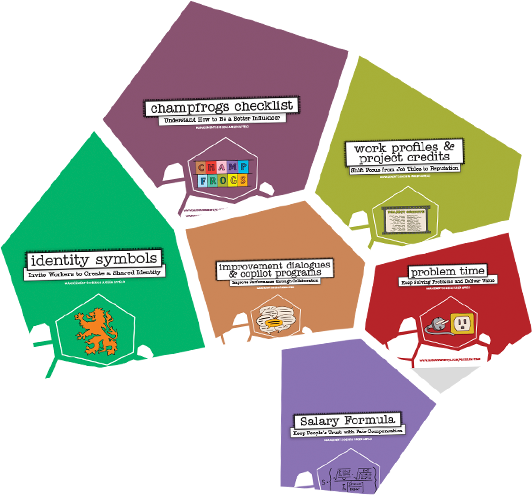 champfrogs checklist
Understand How to Be a Better Influencer
CHAMP
FROGS
work profiles &
project credits
Shift Focus from Job Titles to Reputation
PROJECT CREDITS
identity symbols
Invite Workers to Create a Shared Identity
improvement dialogues
& copilot programs
Improve Performance through Collaboration
problem time
Keep Solving Problems and Deliver Value
Salary Formula
Keep People's Trust with Fair Compensation